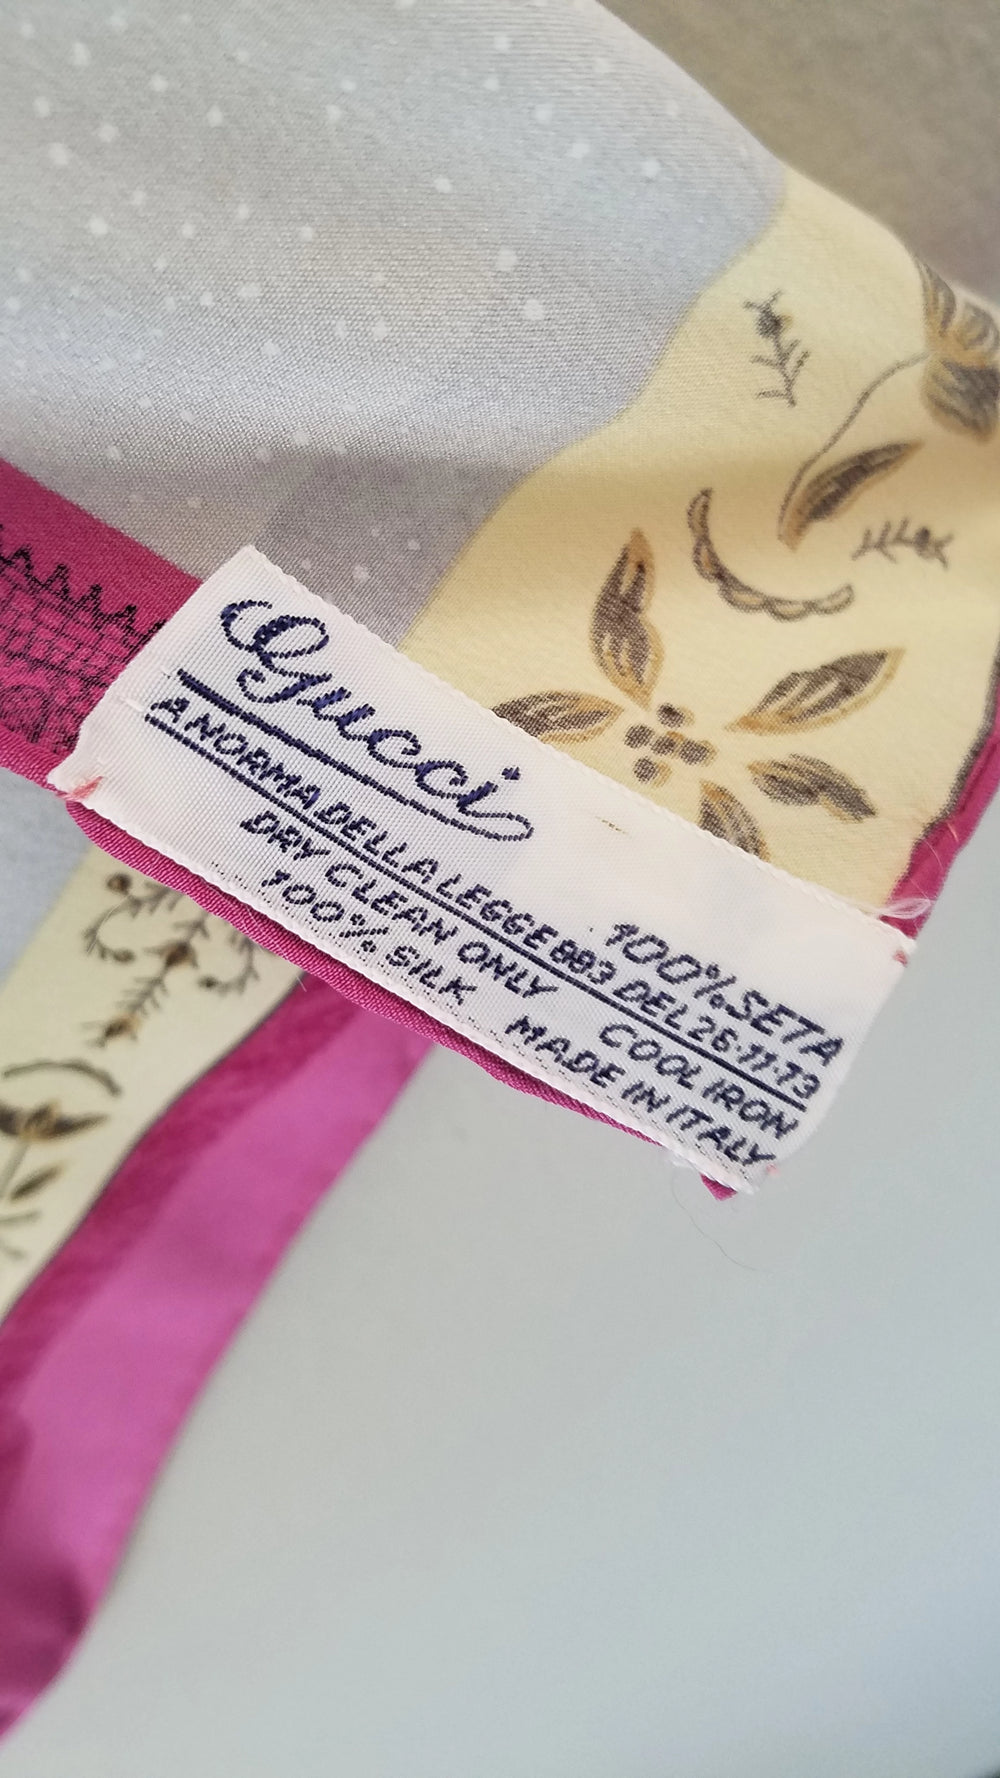 Gucci
100% SETA
A NORMA DELLA LEGGE 883 DEL 26·11·73
DRY CLEAN ONLY COOL IRON
100% SILK MADE IN ITALY